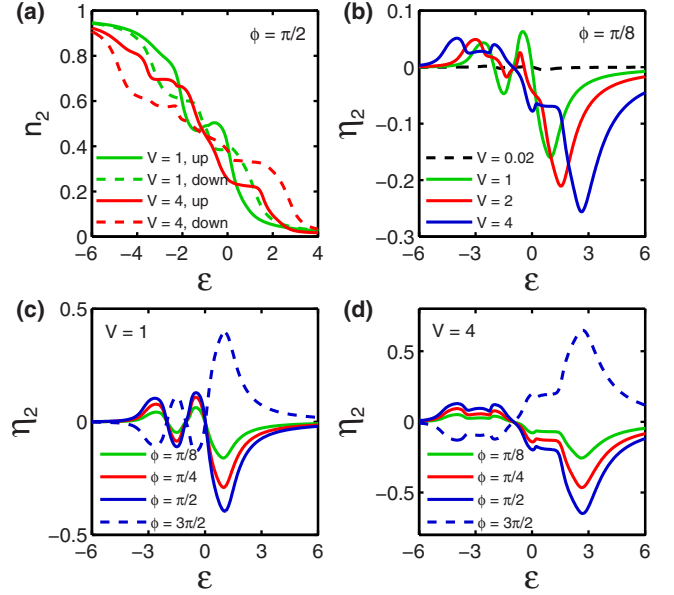 (a)
ϕ = π/2
n2
1
0.8
0.6
0.4
0.2
0
V = 1, up
V = 1, down
V = 4, up
V = 4, down
−6 −4 −2 0 2 4
ε
(b)
ϕ = π/8
η2
0.1
0
−0.1
−0.2
−0.3
V = 0.02
V = 1
V = 2
V = 4
−6 −3 0 3 6
ε
(c)
V = 1
η2
0.5
0
−0.5
ϕ = π/8
ϕ = π/4
ϕ = π/2
ϕ = 3π/2
−6 −3 0 3 6
ε
(d)
V = 4
η2
0.5
0
−0.5
ϕ = π/8
ϕ = π/4
ϕ = π/2
ϕ = 3π/2
−6 −3 0 3 6
ε